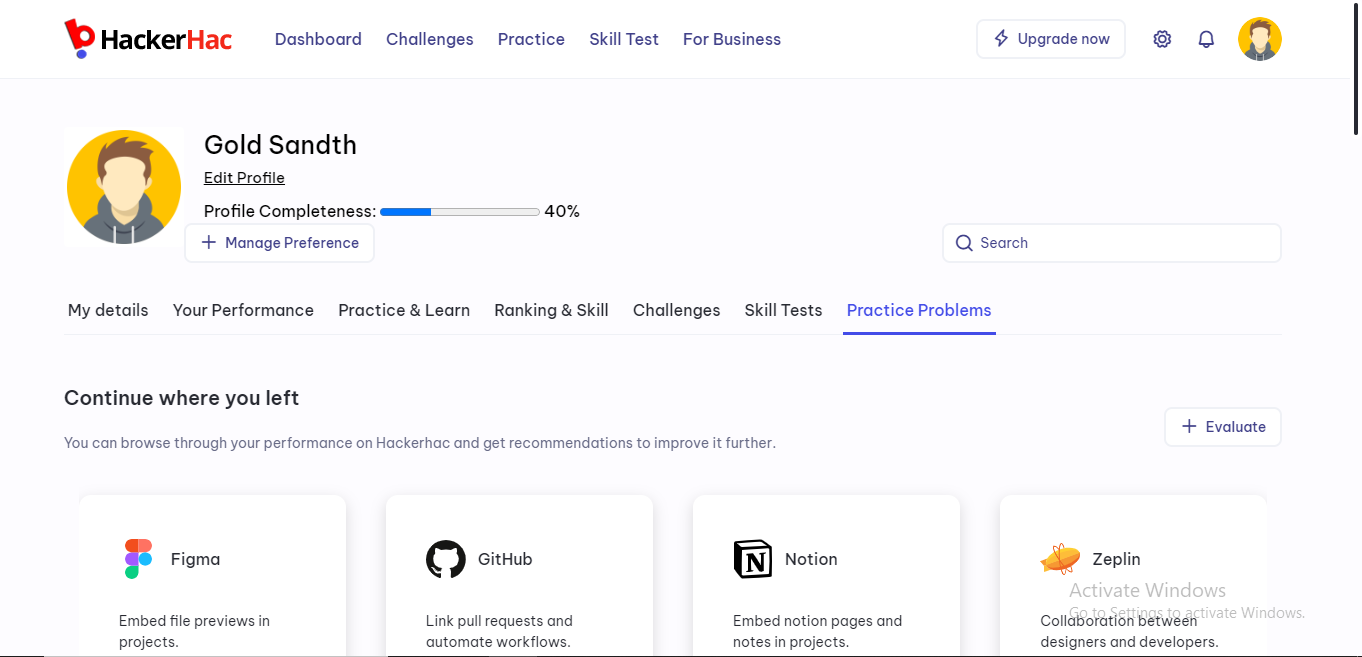 HackerHac
Dashboard Challenges Practice Skill Test For Business
Upgrade now
Gold Sandth
Edit Profile
Profile Completeness: 40%
Manage Preference
Search
My details Your Performance Practice & Learn Ranking & Skill Challenges Skill Tests Practice Problems
Continue where you left
You can browse through your performance on Hackerhac and get recommendations to improve it further.
Evaluate
Figma
Embed file previews in
projects.
GitHub
Link pull requests and
automate workflows.
Notion
Embed notion pages and
notes in projects.
Zeplin
Collaboration between
designers and developers.
Activate Windows
Go to Settings to activate Windows.